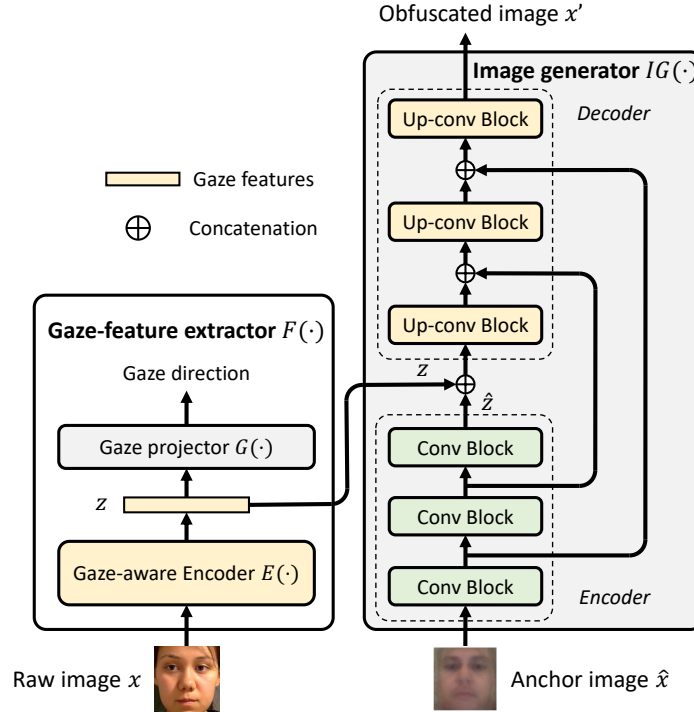 Obfuscated image 𝑥'
Image generator 𝐼𝐺(·)
Up-conv Block
Decoder
Gaze features
Concatenation
Up-conv Block
Up-conv Block
Gaze-feature extractor 𝐹(·)
Gaze direction
𝑧
𝑧̂
Gaze projector 𝐺(·)
Conv Block
𝑧
Conv Block
Gaze-aware Encoder 𝐸(·)
Conv Block
Encoder
Raw image 𝑥
Anchor image 𝑥̂